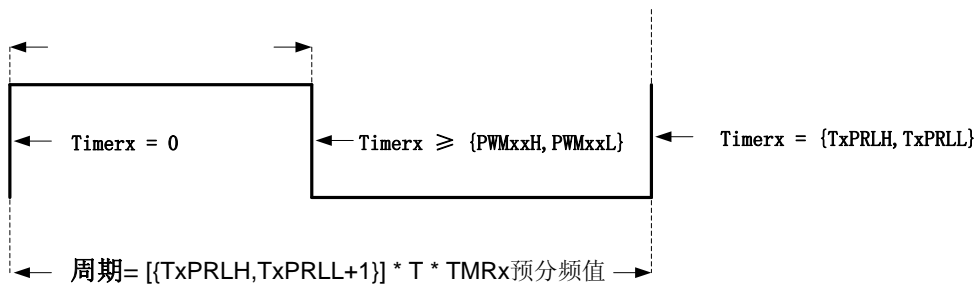 Timerx = 0
Timerx ≥ {PWMxxH,PWMxxL}
Timerx = {TxPRLH,TxPRLL}
周期= [{TxPRLH,TxPRLL+1}] * T * TMRx预分频值